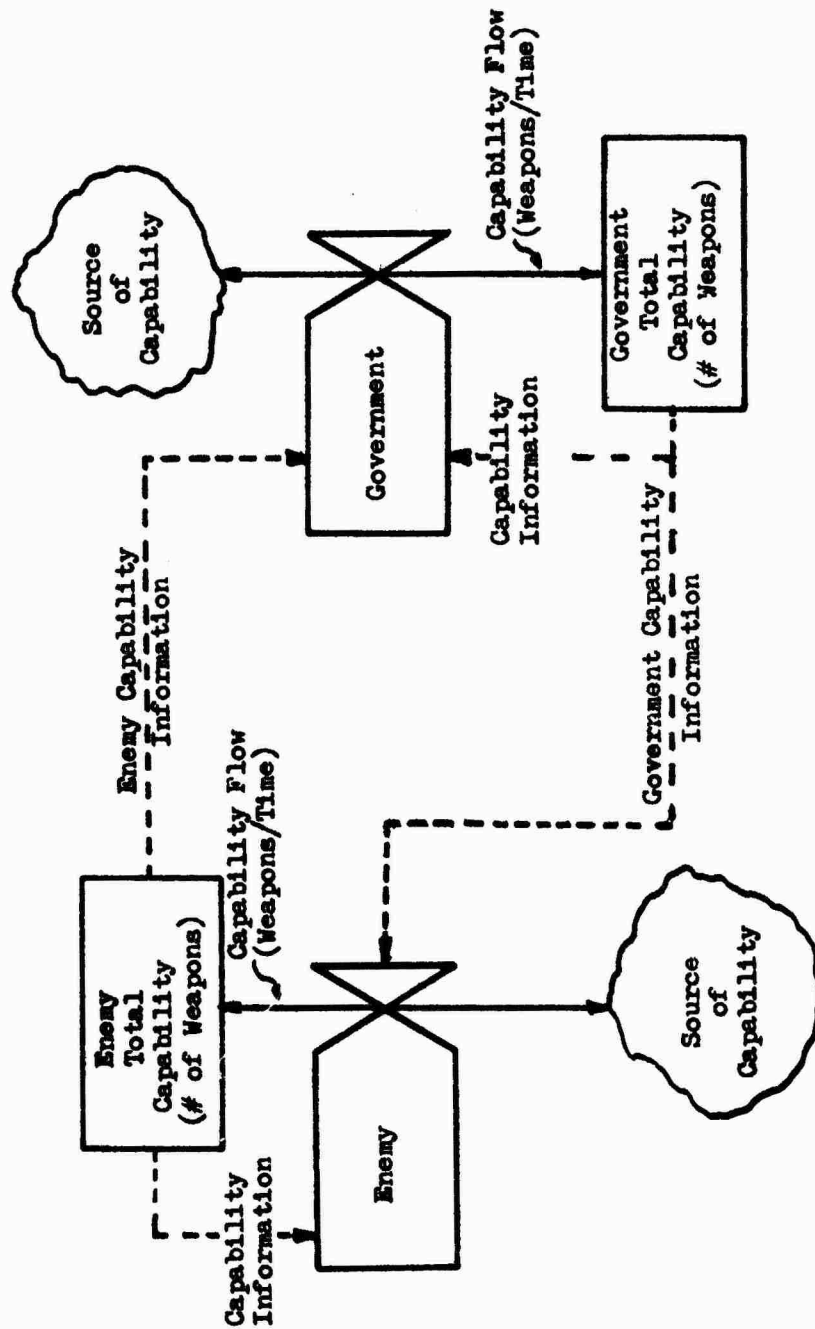 Enemy
Total
Capability
(# of Weapons)
Enemy Capability
Information
Source
of
Capability
Capability
Information
Capability Flow
(Weapons/Time)
Government
Capability Flow
(Weapons/Time)
Enemy
Capability
Information
Source
of
Capability
Government Capability
Information
Government
Total
Capability
(# of Weapons)